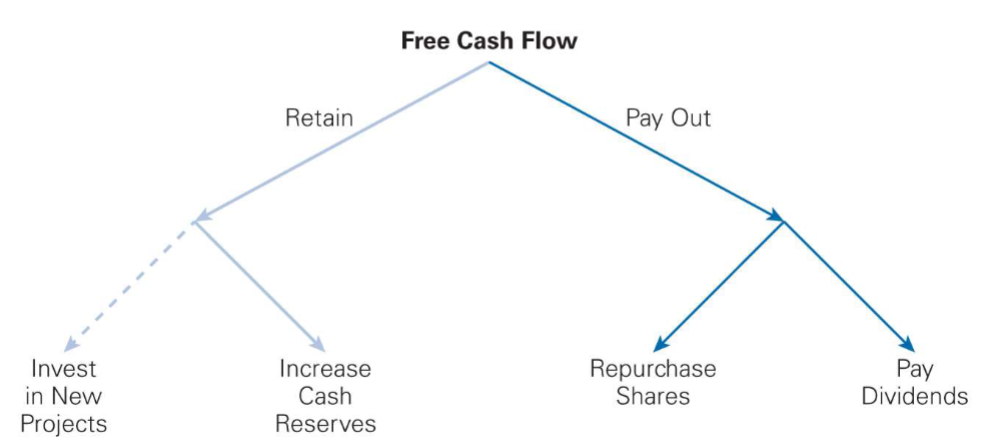 Free Cash Flow
Retain
Pay Out
Invest
in New
Projects
Increase
Cash
Reserves
Repurchase
Shares
Pay
Dividends